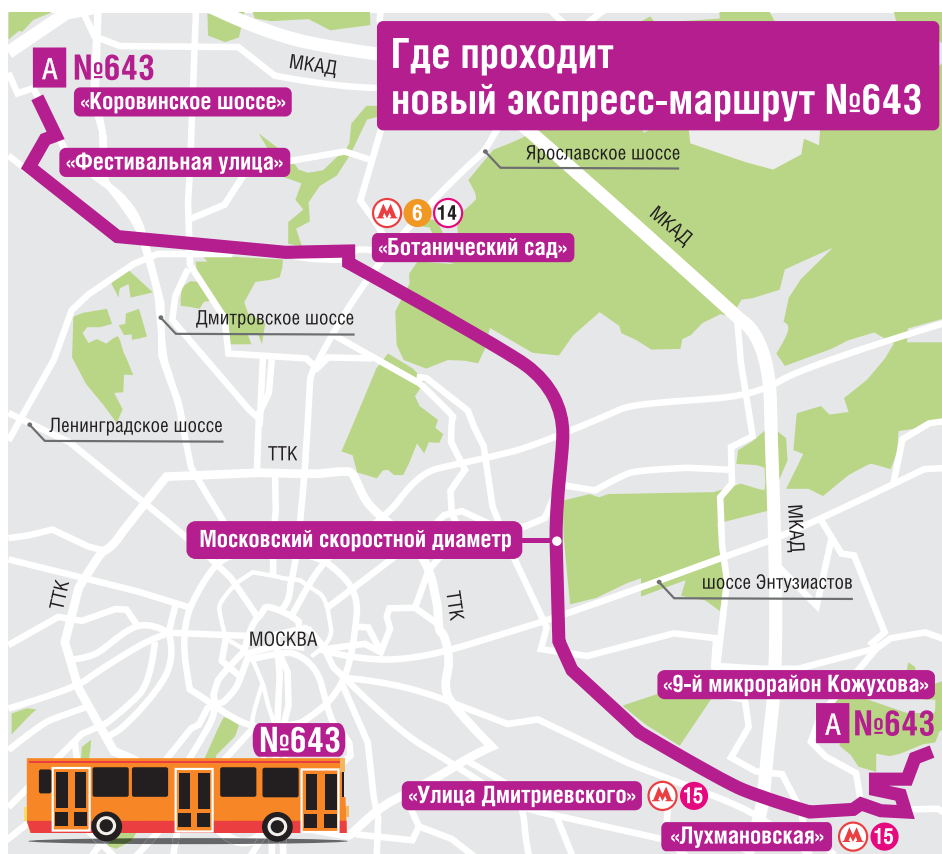 Где проходит
новый экспресс-маршрут №643
МКАД
А №643
«Коровинское шоссе»
«Фестивальная улица»
Ярославское шоссе
М 6 14
МКАД
«Ботанический сад»
Дмитровское шоссе
Ленинградское шоссе
ТТК
Московский скоростной диаметр
МКАД
шоссе Энтузиастов
ТТК
ТТК
МОСКВА
«9-й микрорайон Кожухова»
А №643
№643
«Улица Дмитриевского» М 15
«Лухмановская» М 15